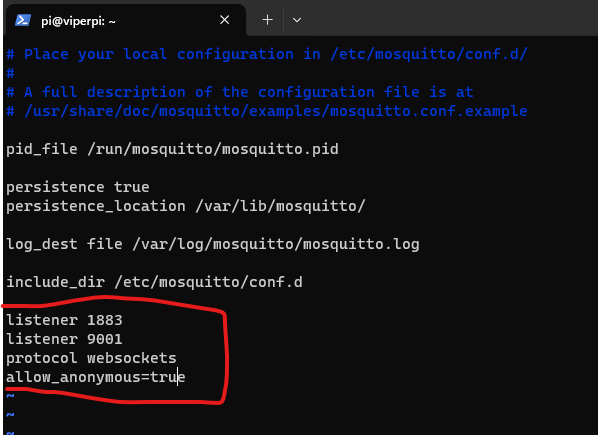 pi@viperpi: ~
# Place your local configuration in /etc/mosquitto/conf.d/
#
# A full description of the configuration file is at
# /usr/share/doc/mosquitto/examples/mosquitto.conf.example
pid_file /run/mosquitto/mosquitto.pid
persistence true
persistence_location /var/lib/mosquitto/
log_dest file /var/log/mosquitto/mosquitto.log
include_dir /etc/mosquitto/conf.d
listener 1883
listener 9001
protocol websockets
allow_anonymous=true
~
~
~